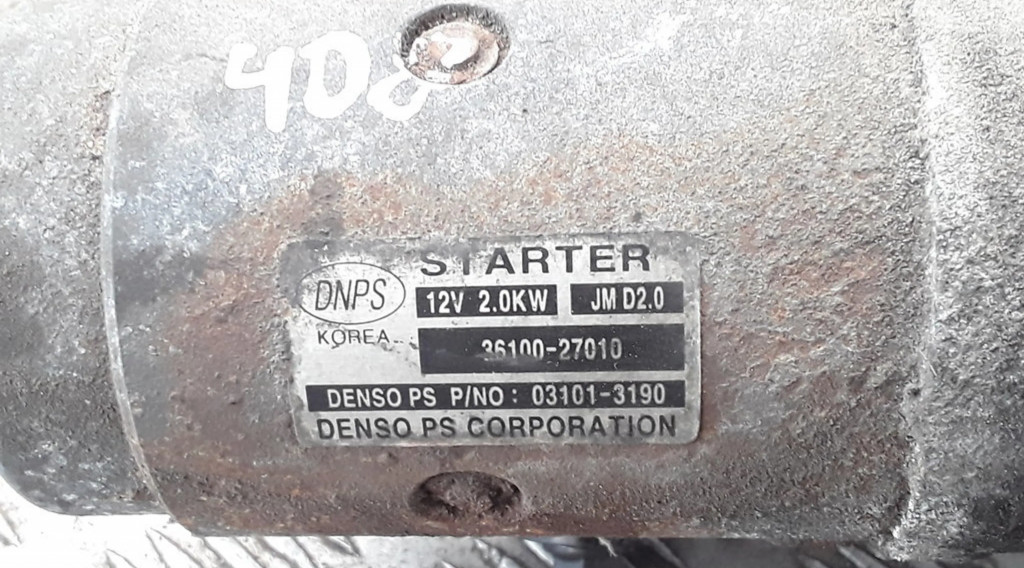 408
STARTER
DNPS
12V 2.0KW JM D2.0
KOREA
36100-27010
DENSO PS P/NO : 03101-3190
DENSO PS CORPORATION